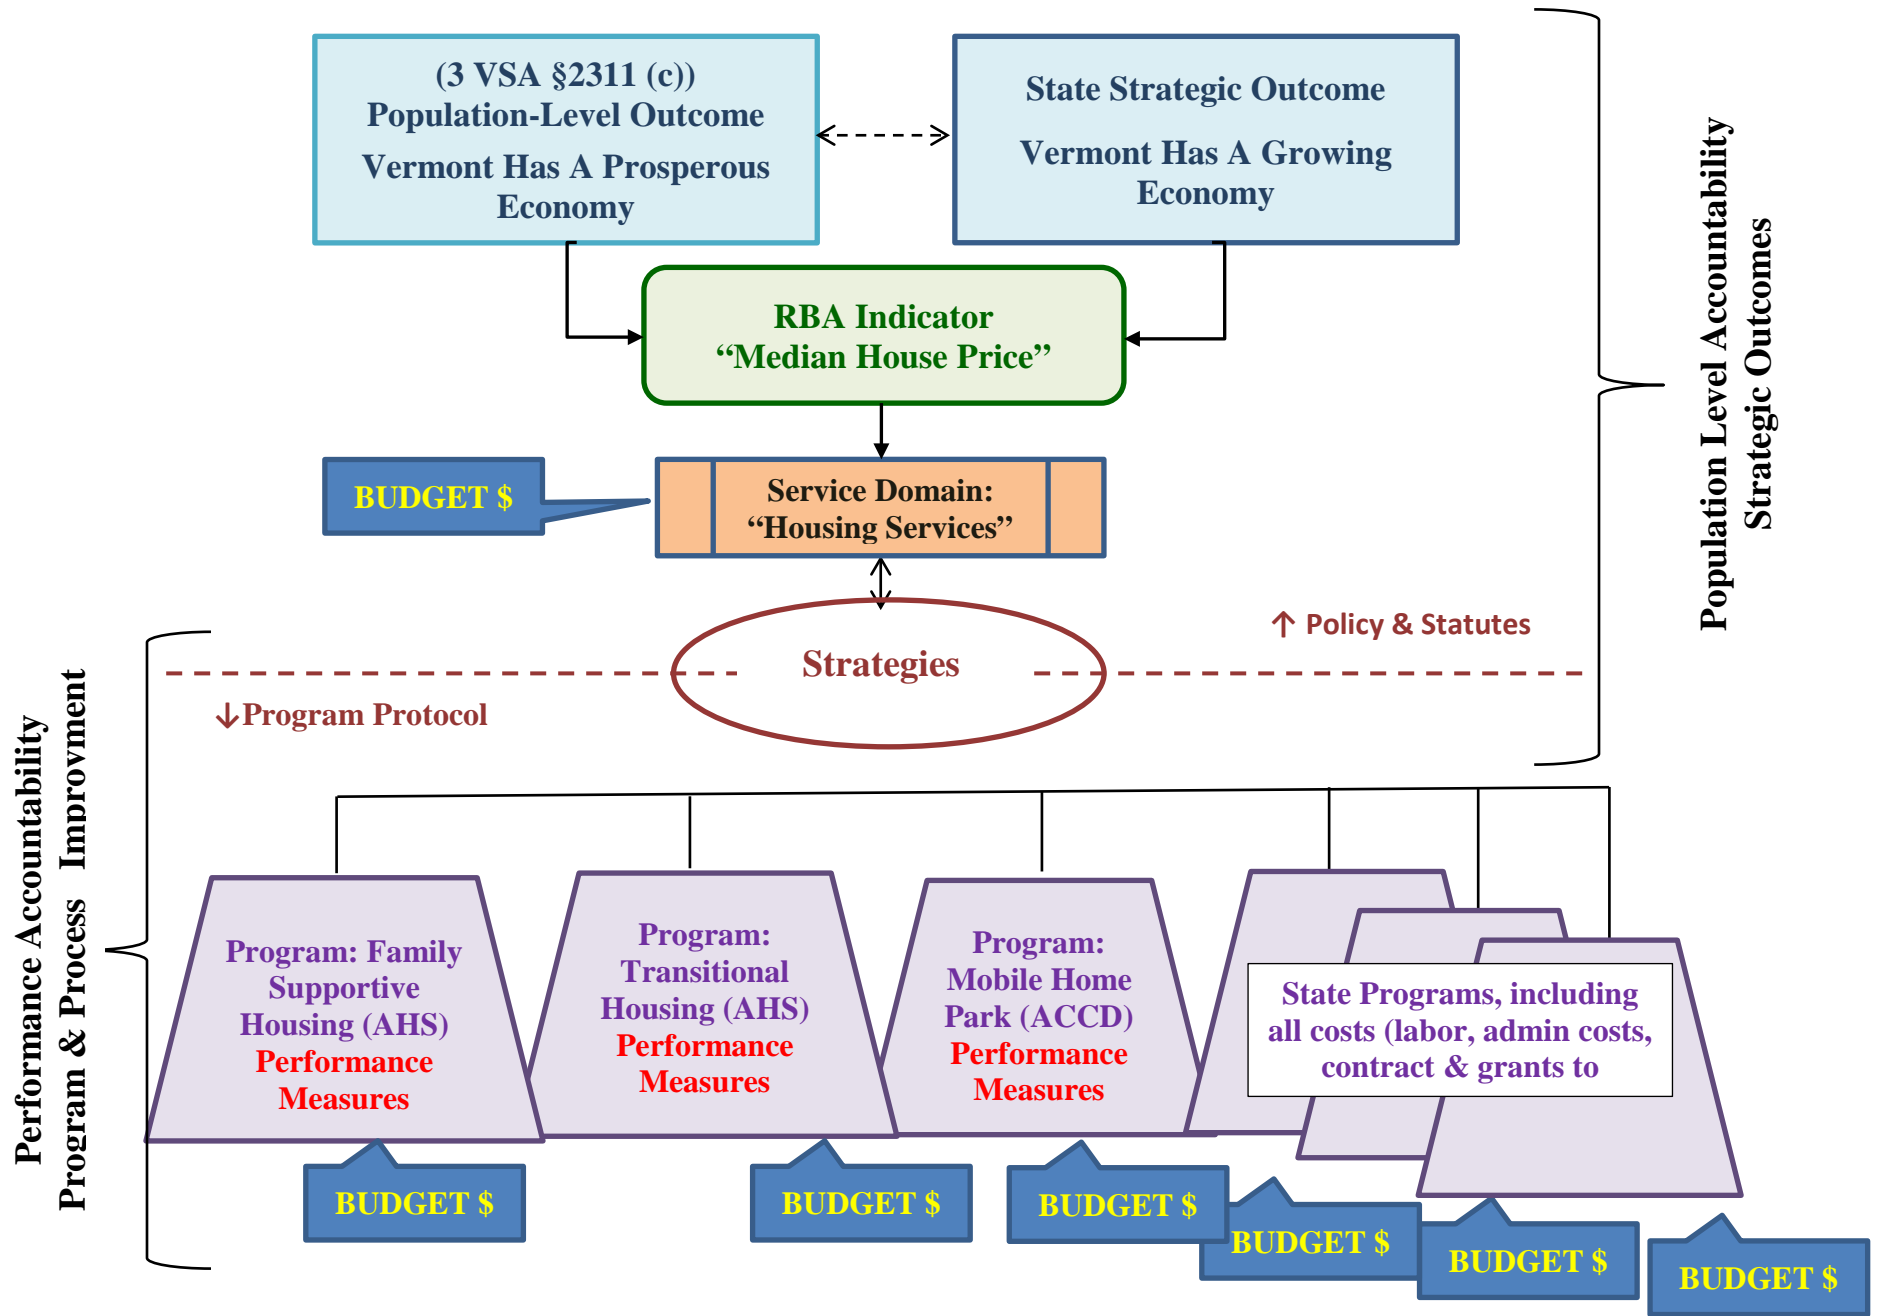 (3 VSA §2311 (c))
Population-Level Outcome
Vermont Has A Prosperous
Economy
State Strategic Outcome
Vermont Has A Growing
Economy
RBA Indicator
“Median House Price”
BUDGET $
Service Domain:
“Housing Services”
Population Level Accountability
Strategic Outcomes
↑ Policy & Statutes
Strategies
↓Program Protocol
Performance Accountability
Program & Process Improvment
Program: Family
Supportive
Housing (AHS)
Performance
Measures
Program:
Transitional
Housing (AHS)
Performance
Measures
Program:
Mobile Home
Park (ACCD)
Performance
Measures
State Programs, including
all costs (labor, admin costs,
contract & grants to
BUDGET $
BUDGET $
BUDGET $
BUDGET $
BUDGET $
BUDGET $